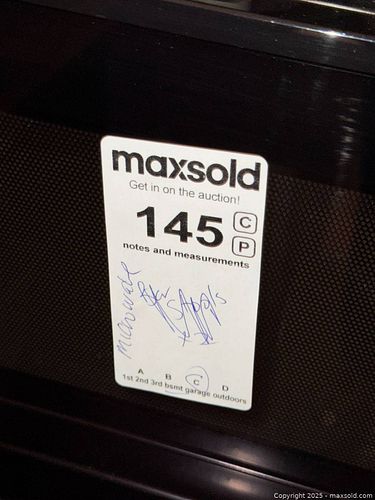 maxsold
Get in on the auction!
145 C
P
notes and measurements
microwave
A B C D
1st 2nd 3rd bsmt garage outdoors
Copyright 2025 - maxsold.com